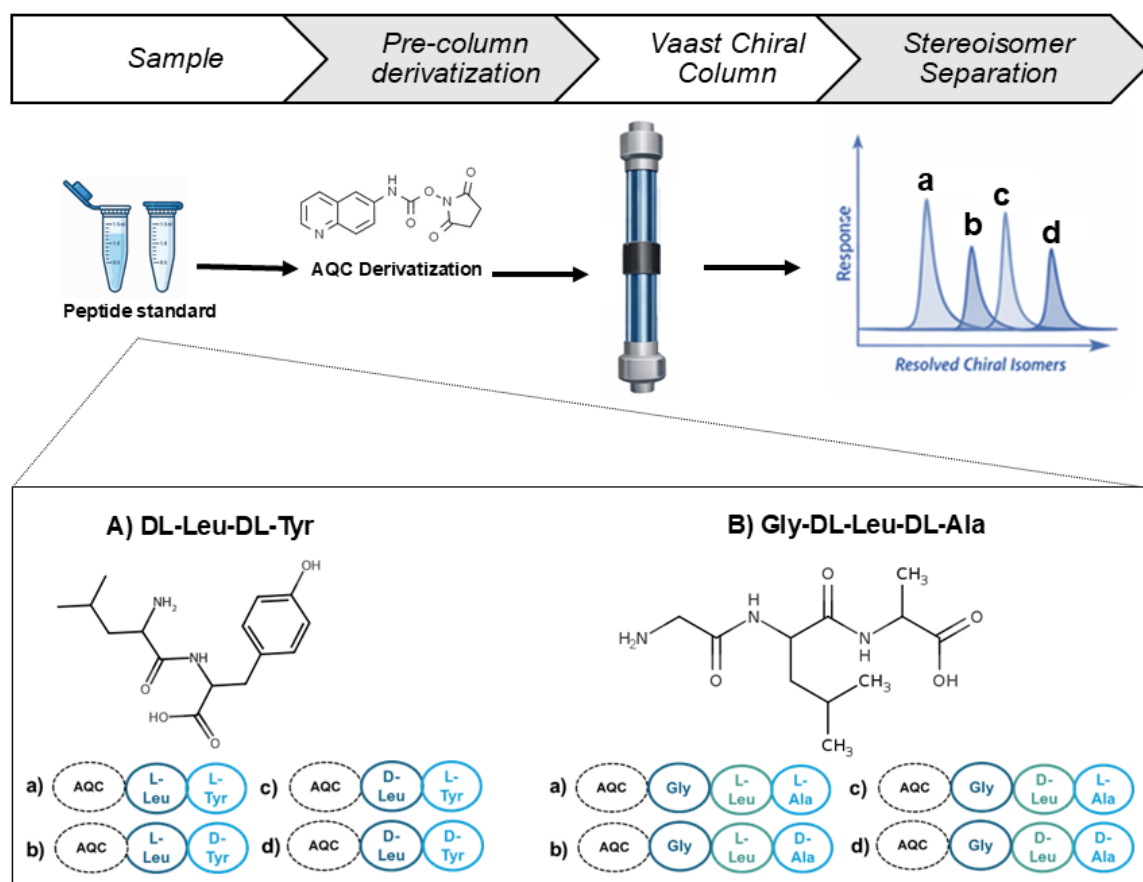 Sample
Pre-column
derivatization
Vaast Chiral
Column
Stereoisomer
Separation
Peptide standard
NH
O
O
N
O
O
N
AQC Derivatization
Response
a
b
c
d
Resolved Chiral Isomers
A) DL-Leu-DL-Tyr
OH
NH₂
NH
O
HO
O
B) Gly-DL-Leu-DL-Ala
O
CH₃
H
N
O
H₂N
N
H
O
OH
CH₃
CH₃
a) AQC L-Leu L-Tyr
c) AQC D-Leu L-Tyr
b) AQC L-Leu D-Tyr
d) AQC D-Leu D-Tyr
a) AQC Gly L-Leu L-Ala
c) AQC Gly D-Leu L-Ala
b) AQC Gly L-Leu D-Ala
d) AQC Gly D-Leu D-Ala